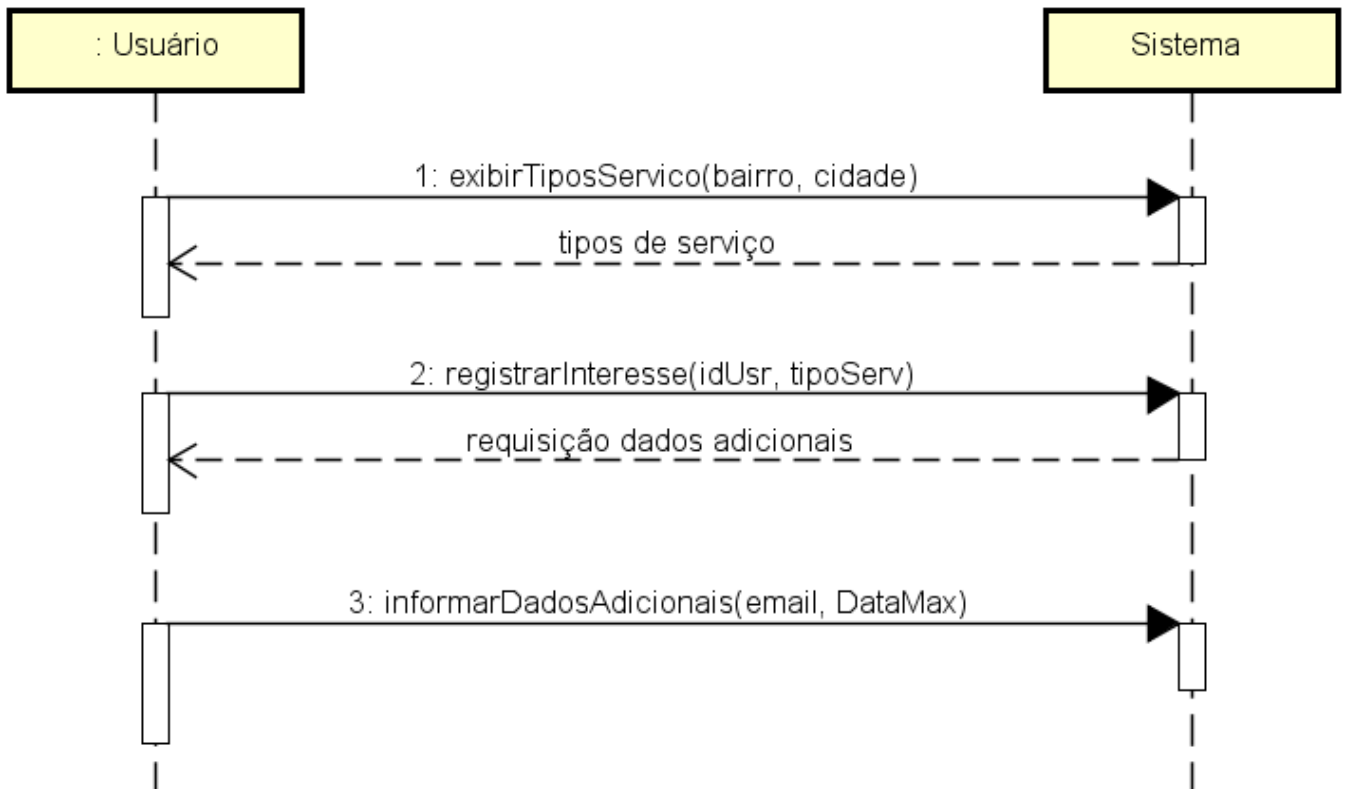 : Usuário
Sistema
1: exibirTiposServico(bairro, cidade)
tipos de serviço
2: registrarInteresse(idUsr, tipoServ)
requisição dados adicionais
3: informarDadosAdicionais(email, DataMax)